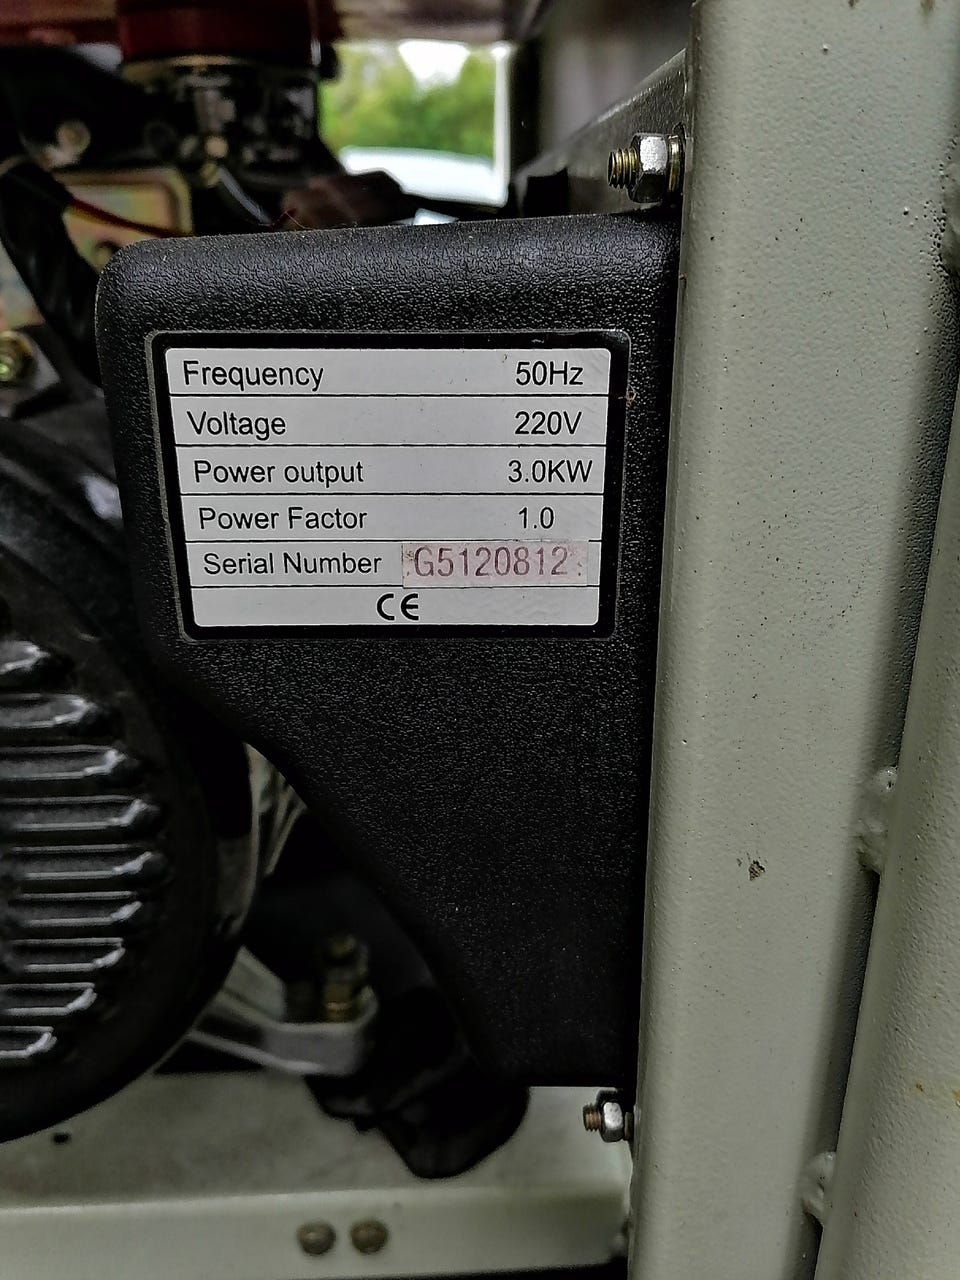 Frequency 50Hz
Voltage 220V
Power output 3.0KW
Power Factor 1.0
Serial Number G5120812
CE